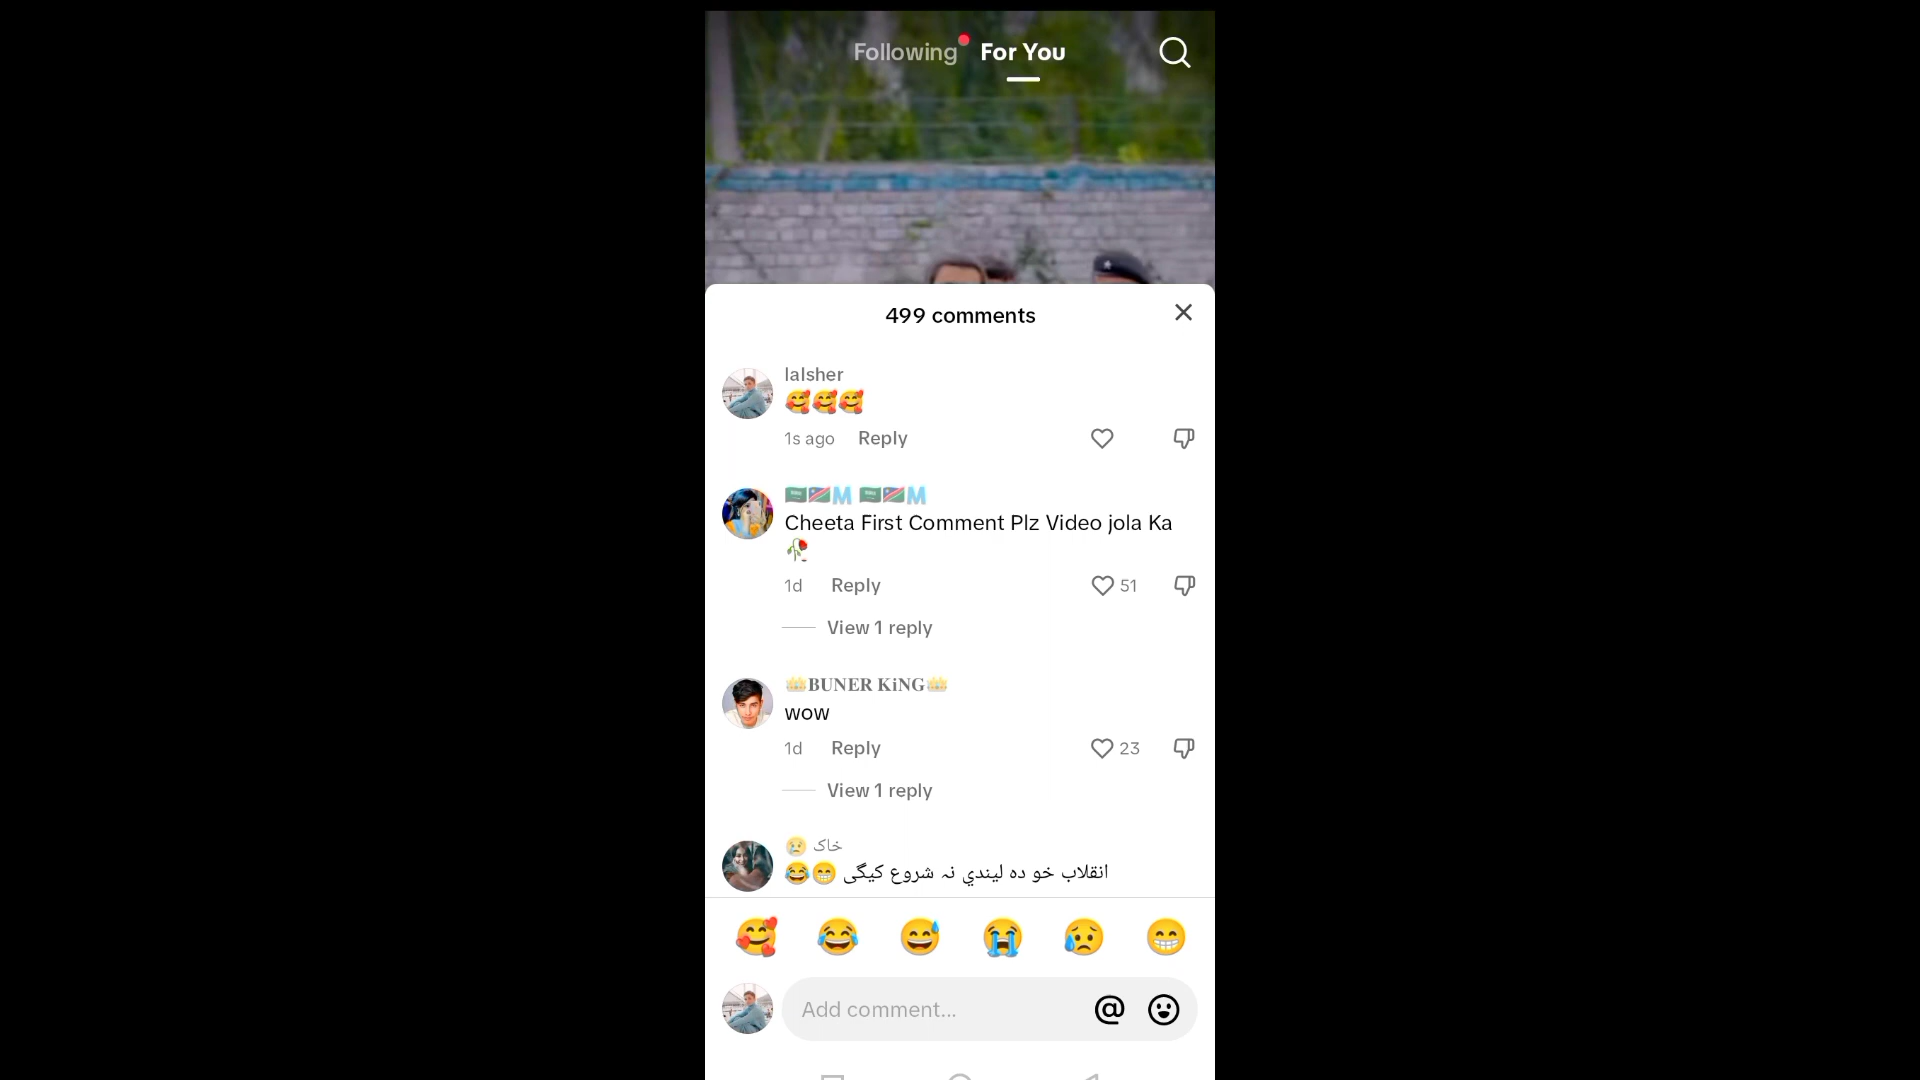 Following For You
499 comments
lalsher
🥰🥰🥰
1s ago Reply
🇸🇦🇳🇦Ⓜ️ 🇸🇦🇳🇦Ⓜ️
Cheeta First Comment Plz Video jola Ka
🥀
1d Reply 51
View 1 reply
👑BUNER KiNG👑
wow
1d Reply 23
View 1 reply
😢 خاک
انقلاب خو ده ليندي نہ شروع کیگی 😁😂
🥰 😂 😅 😭 😥 😁
Add comment... @